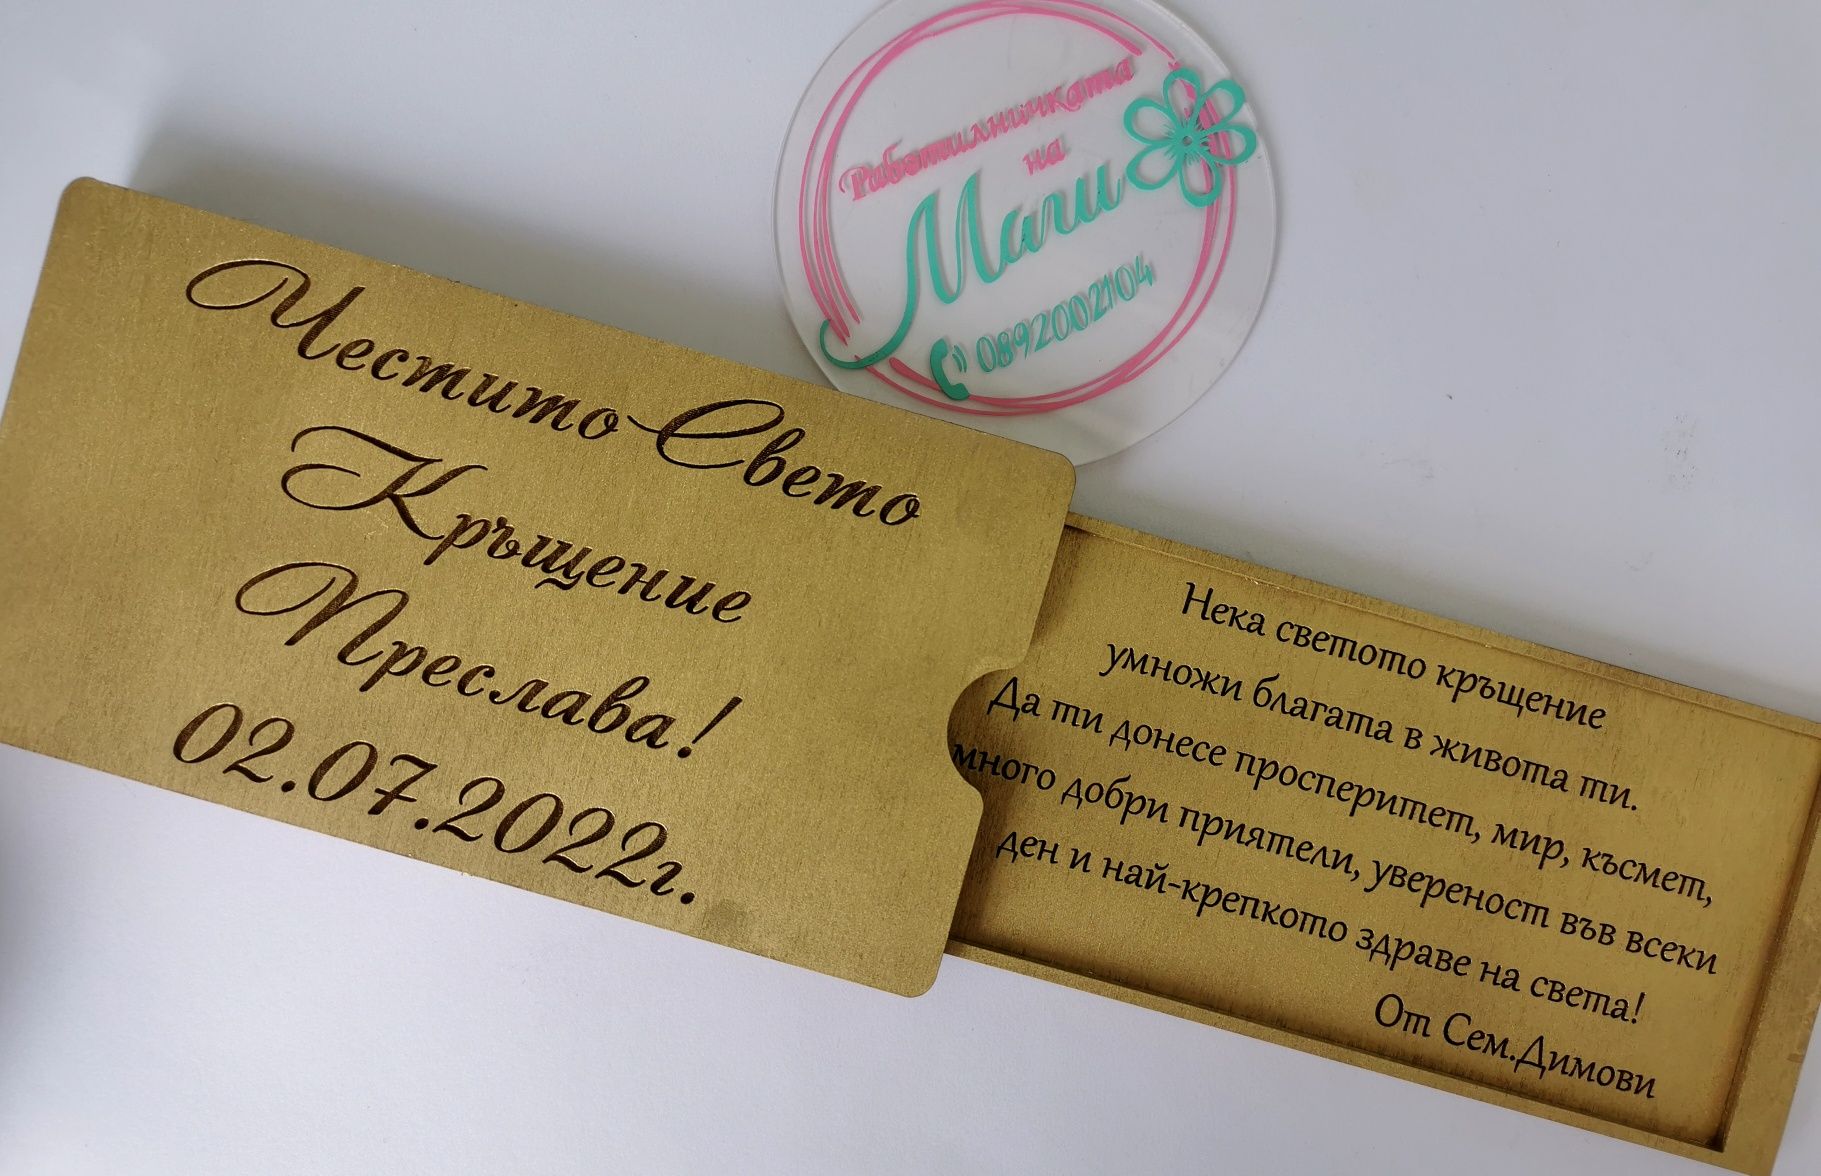 Работилничката
на
Маги
0892002104
Честито Свето
Кръщение
Преслава!
02.07.2022г.
Нека светото кръщение
умножи благата в живота ти.
Да ти донесе просперитет, мир, късмет,
много добри приятели, увереност във всеки
ден и най-крепкото здраве на света!
От Сем.Димови